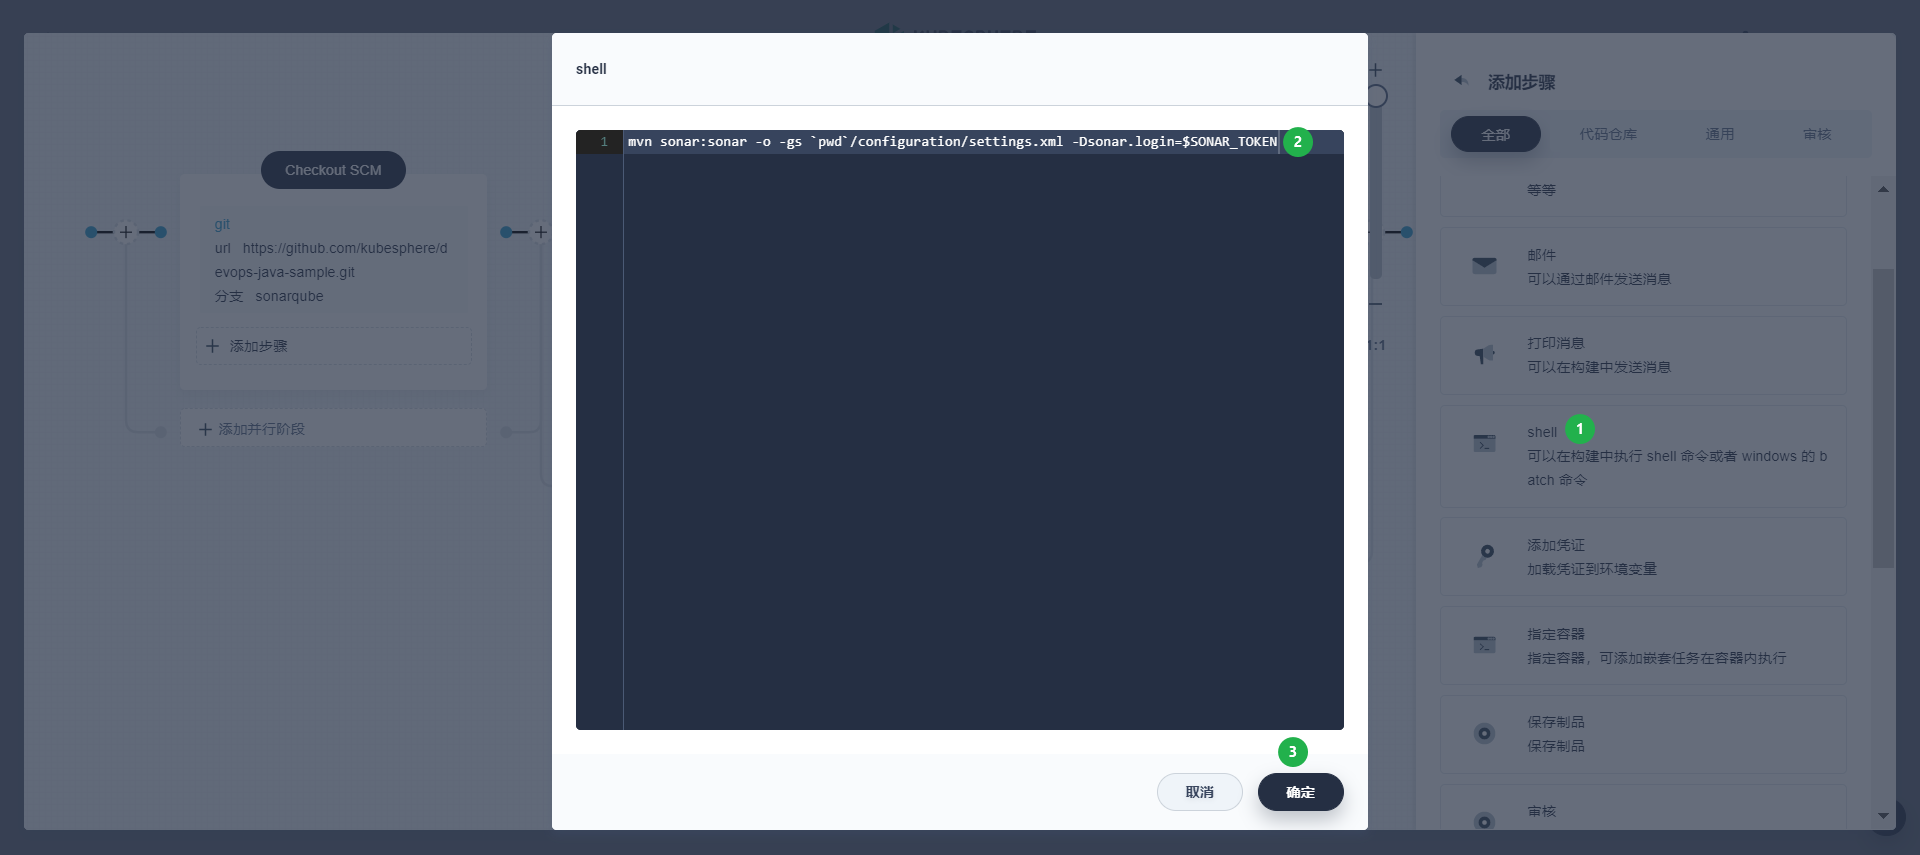 shell
1
mvn sonar:sonar -o -gs `pwd`/configuration/settings.xml -Dsonar.login=$SONAR_TOKEN
2
3
取消
确定
Checkout SCM
git
url https://github.com/kubesphere/d
evops-java-sample.git
分支 sonarqube
添加步骤
添加并行阶段
1:1
添加步骤
全部
代码仓库
通用
审核
等等
邮件
可以通过邮件发送消息
打印消息
可以在构建中发送消息
shell
1
可以在构建中执行 shell 命令或者 windows 的 b
atch 命令
添加凭证
加载凭证到环境变量
指定容器
指定容器，可添加嵌套任务在容器内执行
保存制品
保存制品
审核